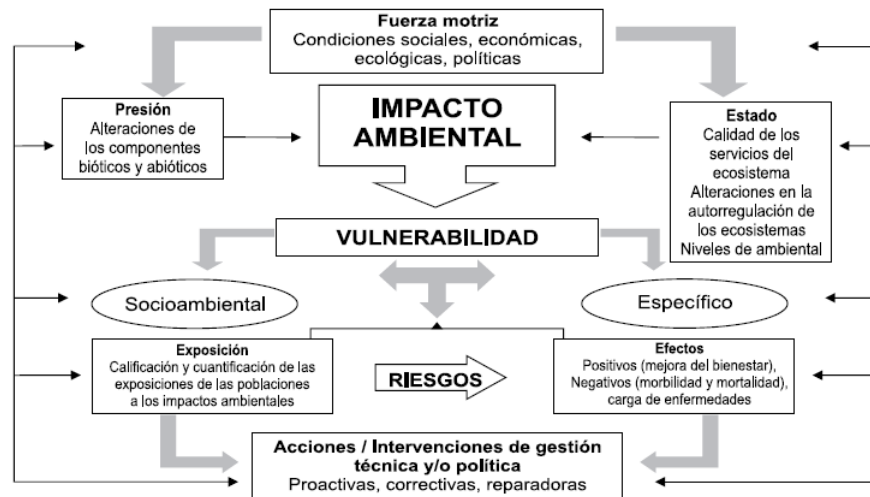 Fuerza motriz
Condiciones sociales, económicas,
ecológicas, políticas
Presión
Alteraciones de
los componentes
bióticos y abióticos
IMPACTO
AMBIENTAL
Estado
Calidad de los
servicios del
ecosistema
Alteraciones en la
autorregulación de
los ecosistemas
Niveles de ambiental
VULNERABILIDAD
Socioambiental
Específico
Exposición
Calificación y cuantificación de las
exposiciones de las poblaciones
a los impactos ambientales
RIESGOS
Efectos
Positivos (mejora del bienestar),
Negativos (morbilidad y mortalidad),
carga de enfermedades
Acciones / Intervenciones de gestión
técnica y/o política
Proactivas, correctivas, reparadoras